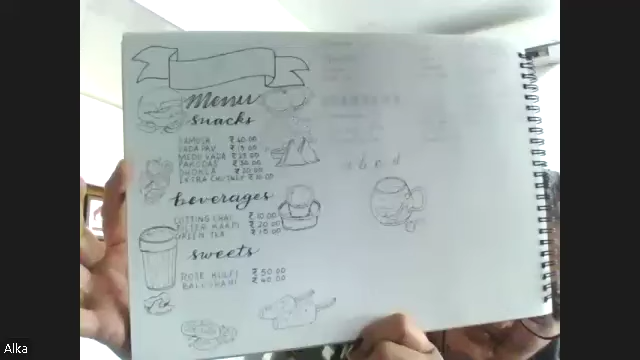 Menu
snacks
SAMOSA ₹40.00
VADA PAV ₹15.00
MEDU VADA ₹25.00
PAKODAS ₹30.00
DHOKLA ₹20.00
EXTRA CHUTNEY ₹10.00
beverages
CUTTING CHAI ₹10.00
FILTER KAAPI ₹20.00
GREEN TEA ₹15.00
sweets
ROSE KULFI ₹50.00
₹40.00
a b c d
Alka